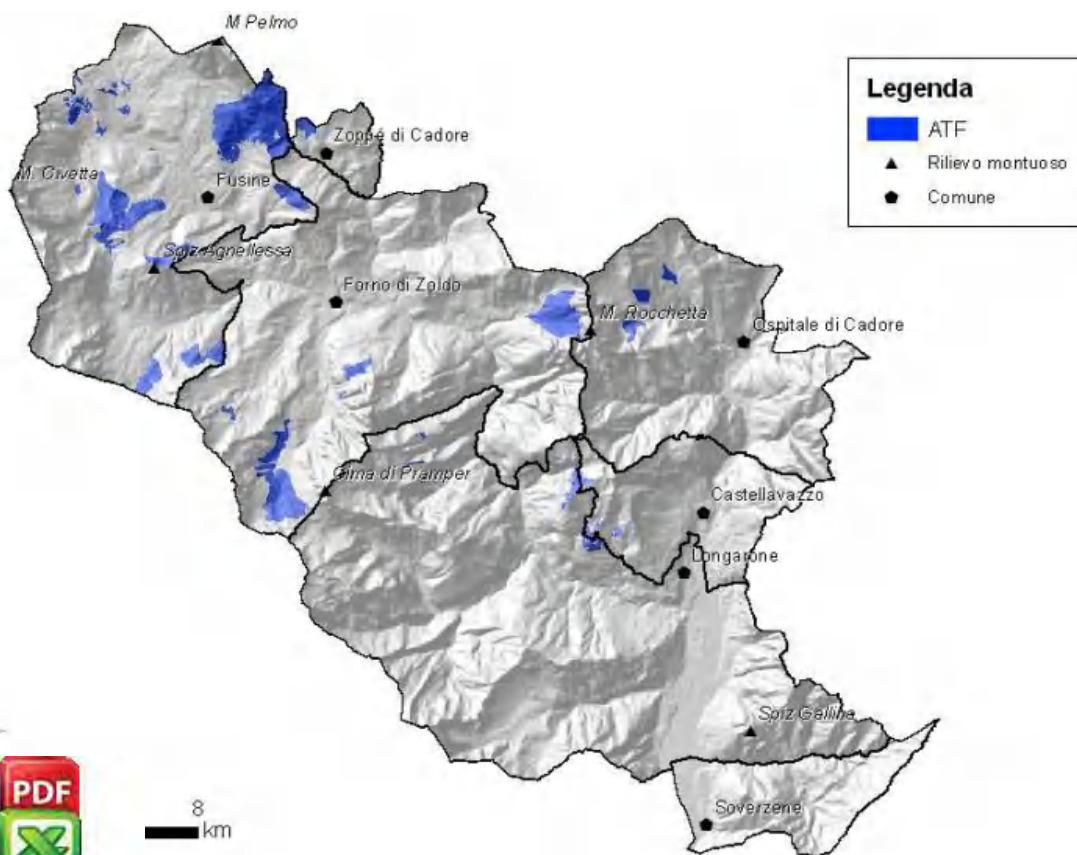 M Pelmo
Legenda
ATF
Rilievo montuoso
Comune
Zoppé di Cadore
M. Civetta
Fusine
Spiz Agnellessa
Forno di Zoldo
M. Rocchetta
Ospitale di Cadore
Cima di Pramper
Castellavazzo
Longarone
Spiz Gallina
Soverzene
8
km
PDF